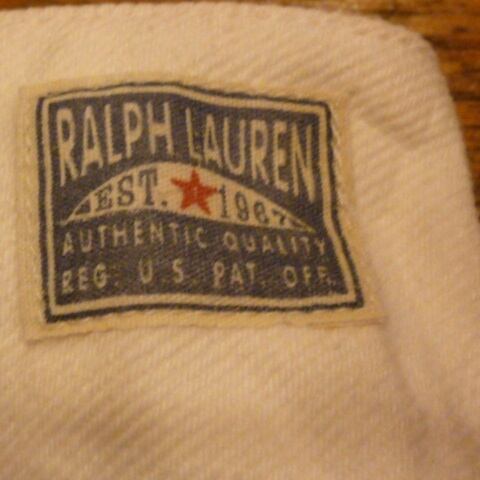 RALPH LAUREN
EST. 1967
AUTHENTIC QUALITY
REG. U.S. PAT. OFF.